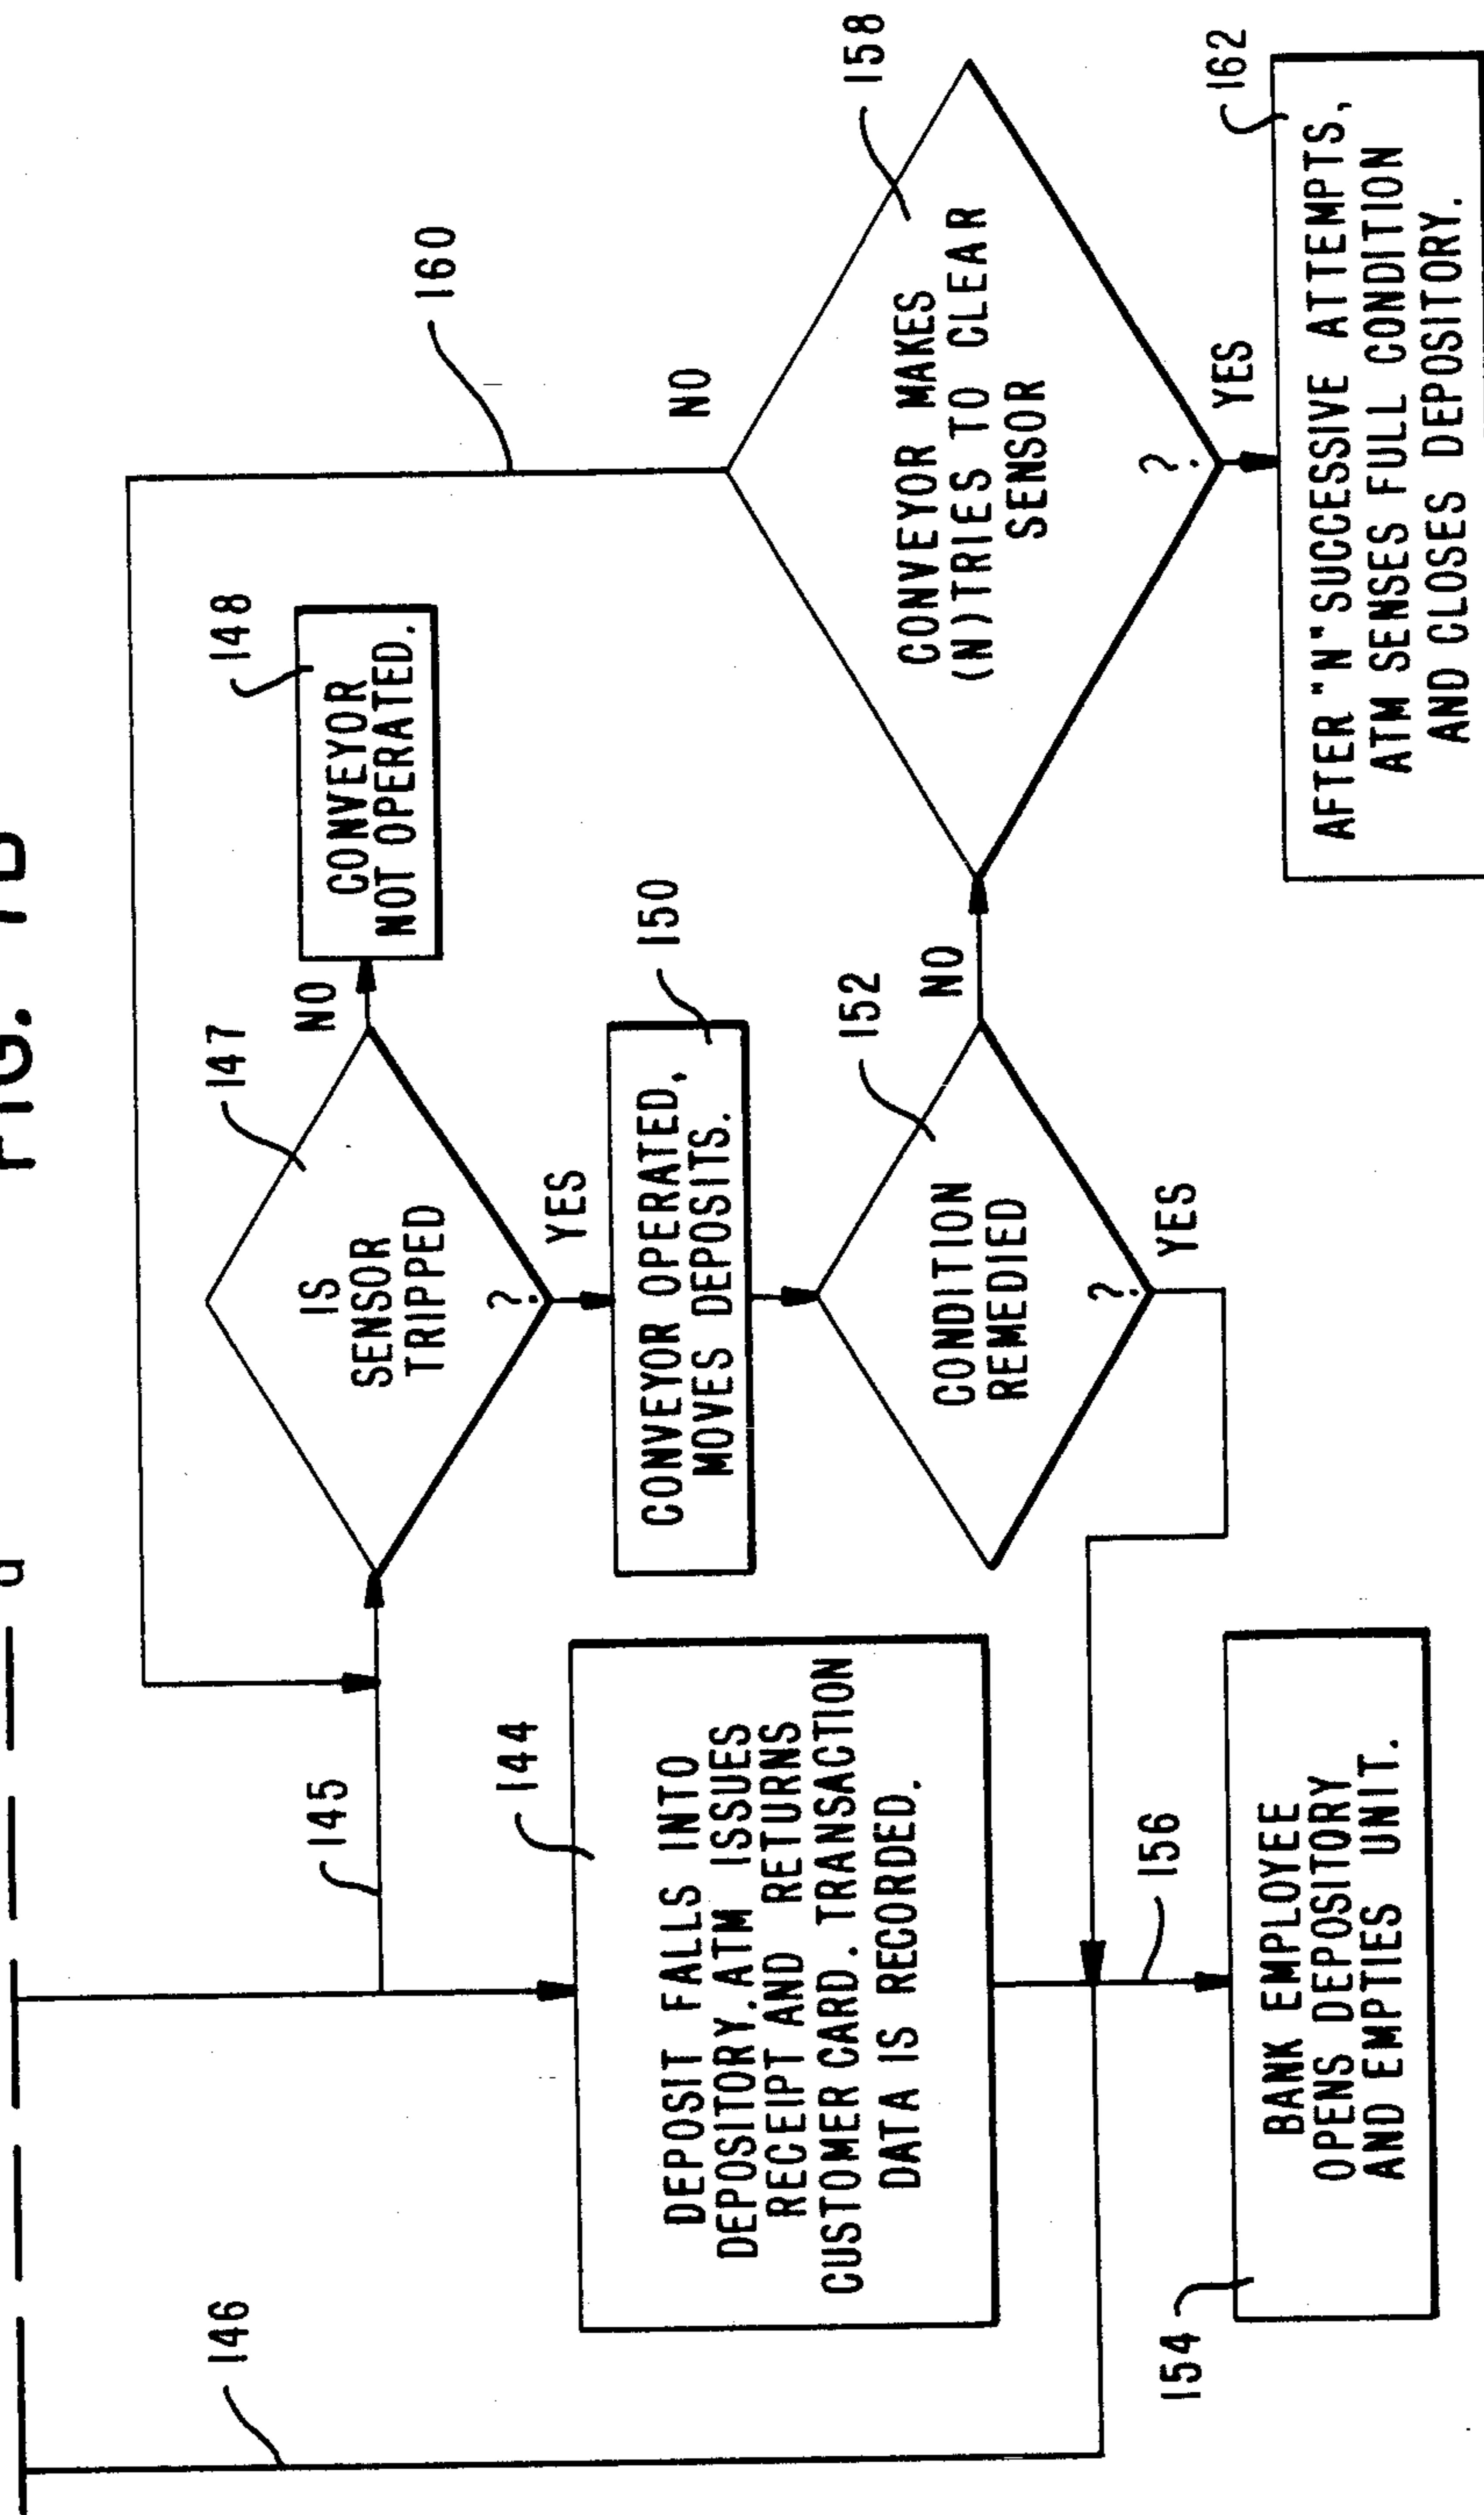 FIG. 7B
146
145
147
IS
SENSOR
TRIPPED
?
NO
148
CONVEYOR
NOT OPERATED.
160
YES
144
DEPOSIT FALLS INTO
DEPOSITORY. ATM ISSUES
RECEIPT AND RETURNS
CUSTOMER CARD. TRANSACTION
DATA IS RECORDED.
150
CONVEYOR OPERATED,
MOVES DEPOSITS.
152
CONDITION
REMEDIED
?
NO
YES
158
NO
CONVEYOR MAKES
(N) TRIES TO CLEAR
SENSOR
?
YES
156
154
BANK EMPLOYEE
OPENS DEPOSITORY
AND EMPTIES UNIT.
162
AFTER "N" SUCCESSIVE ATTEMPTS,
ATM SENSES FULL CONDITION
AND CLOSES DEPOSITORY.